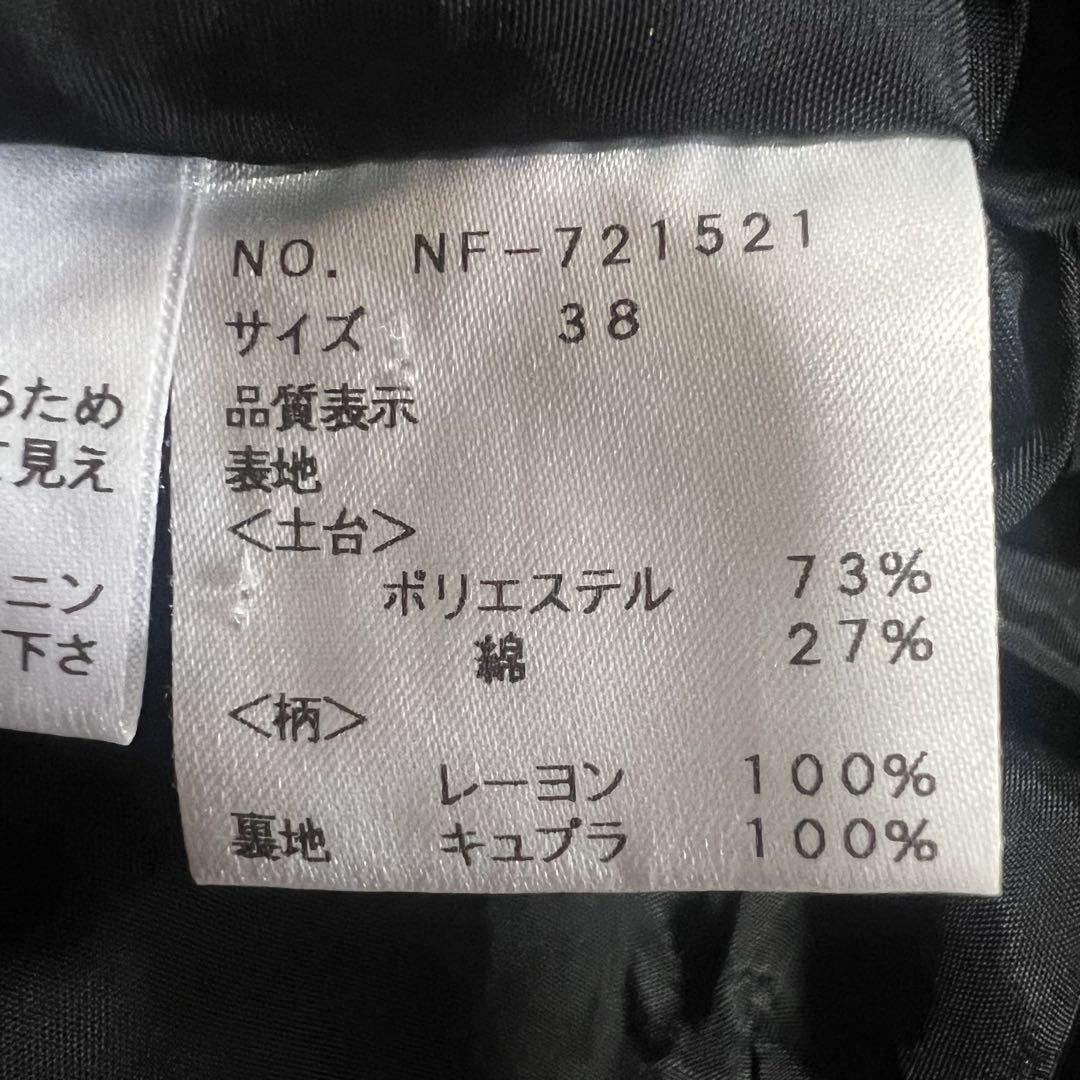 NO. NF-721521
サイズ 38
品質表示
表地
<土台>
ポリエステル 73%
綿 27%
<柄>
レーヨン 100%
裏地 キュプラ 100%
るため
て見え
ニン
下さ